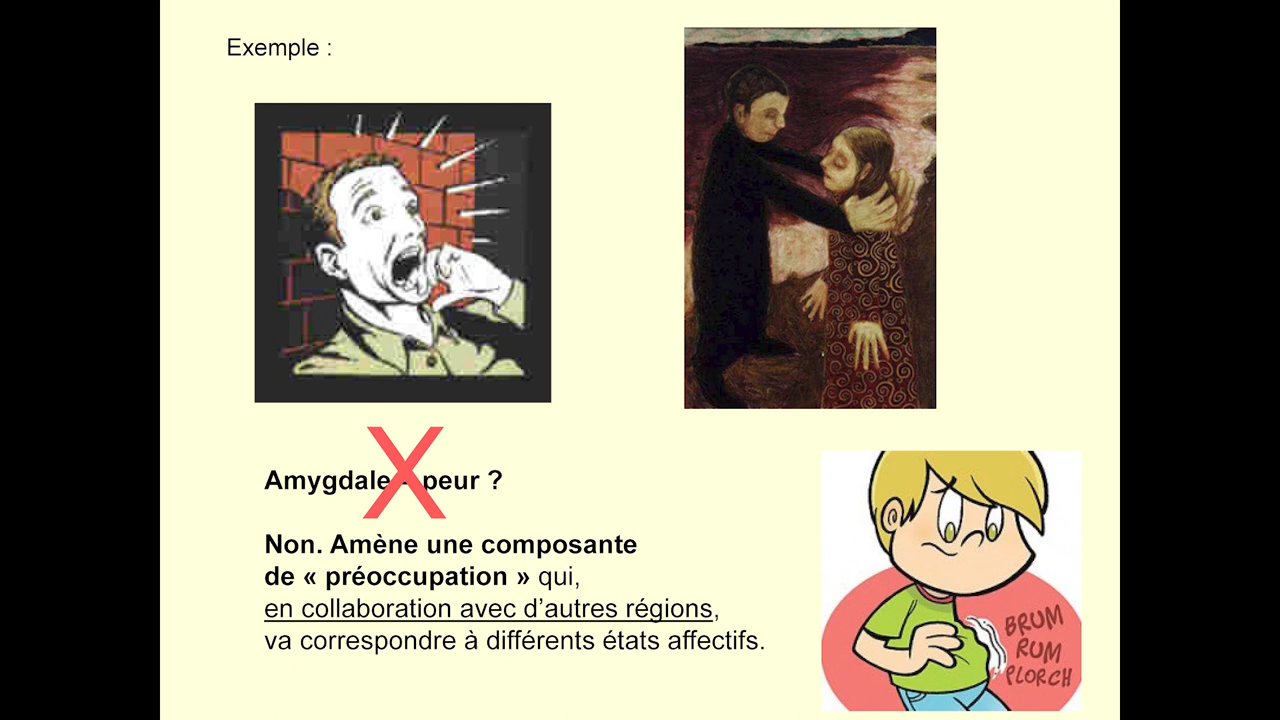 Exemple :
Amygdale = peur ?
X
Non. Amène une composante
de « préoccupation » qui,
en collaboration avec d'autres régions,
va correspondre à différents états affectifs.
BRUM
RUM
PLORCH